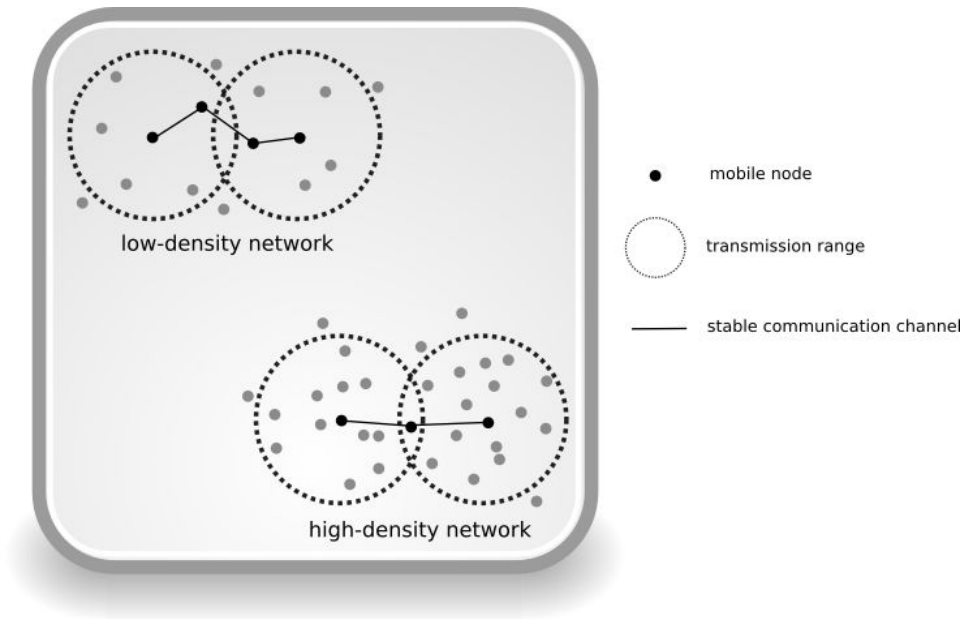 low-density network
high-density network
mobile node
transmission range
stable communication channel